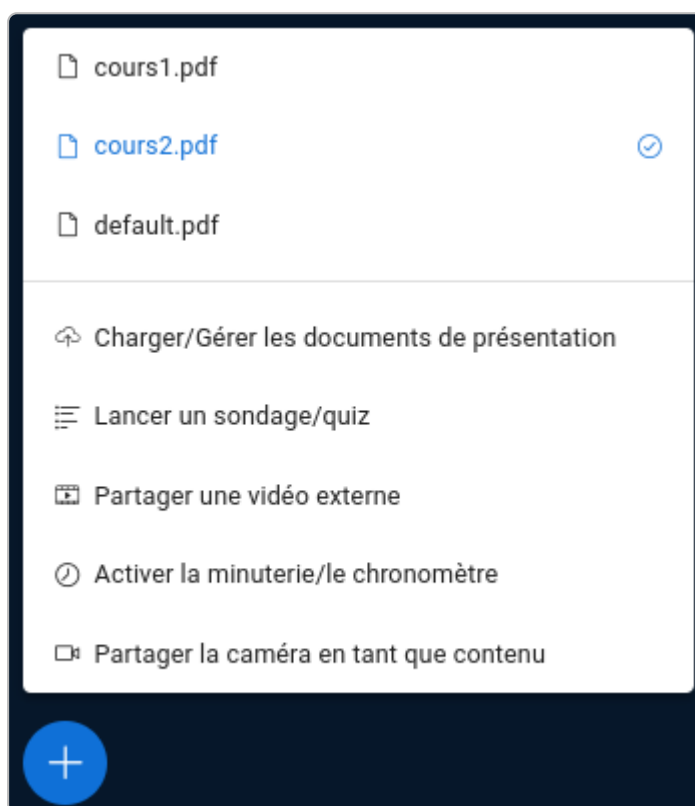 cours1.pdf
cours2.pdf
default.pdf
Charger/Gérer les documents de présentation
Lancer un sondage/quiz
Partager une vidéo externe
Activer la minuterie/le chronomètre
Partager la caméra en tant que contenu